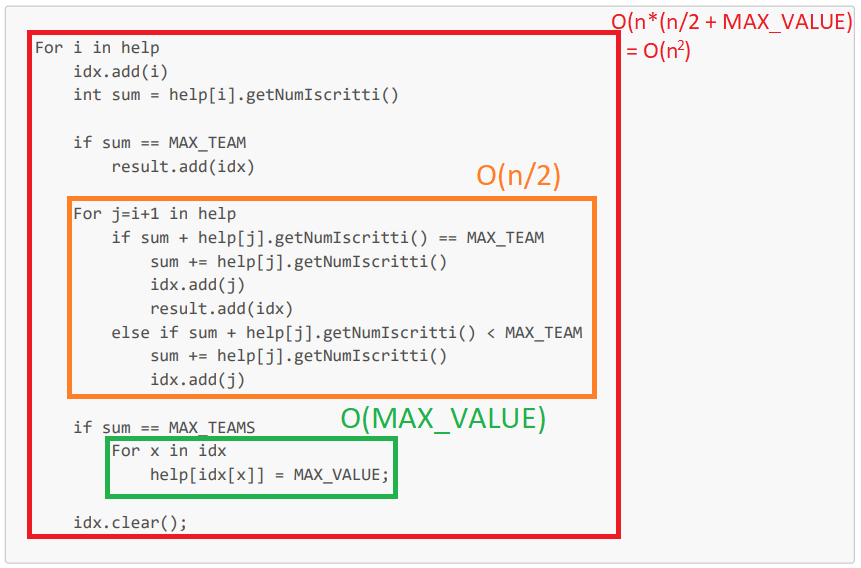 O(n*(n/2 + MAX_VALUE)
= O(n²)
For i in help
idx.add(i)
int sum = help[i].getNumIscritti()
if sum == MAX_TEAM
result.add(idx)
O(n/2)
For j=i+1 in help
if sum + help[j].getNumIscritti() == MAX_TEAM
sum += help[j].getNumIscritti()
idx.add(j)
result.add(idx)
else if sum + help[j].getNumIscritti() < MAX_TEAM
sum += help[j].getNumIscritti()
idx.add(j)
O(MAX_VALUE)
if sum == MAX_TEAMS
For x in idx
help[idx[x]] = MAX_VALUE;
idx.clear();